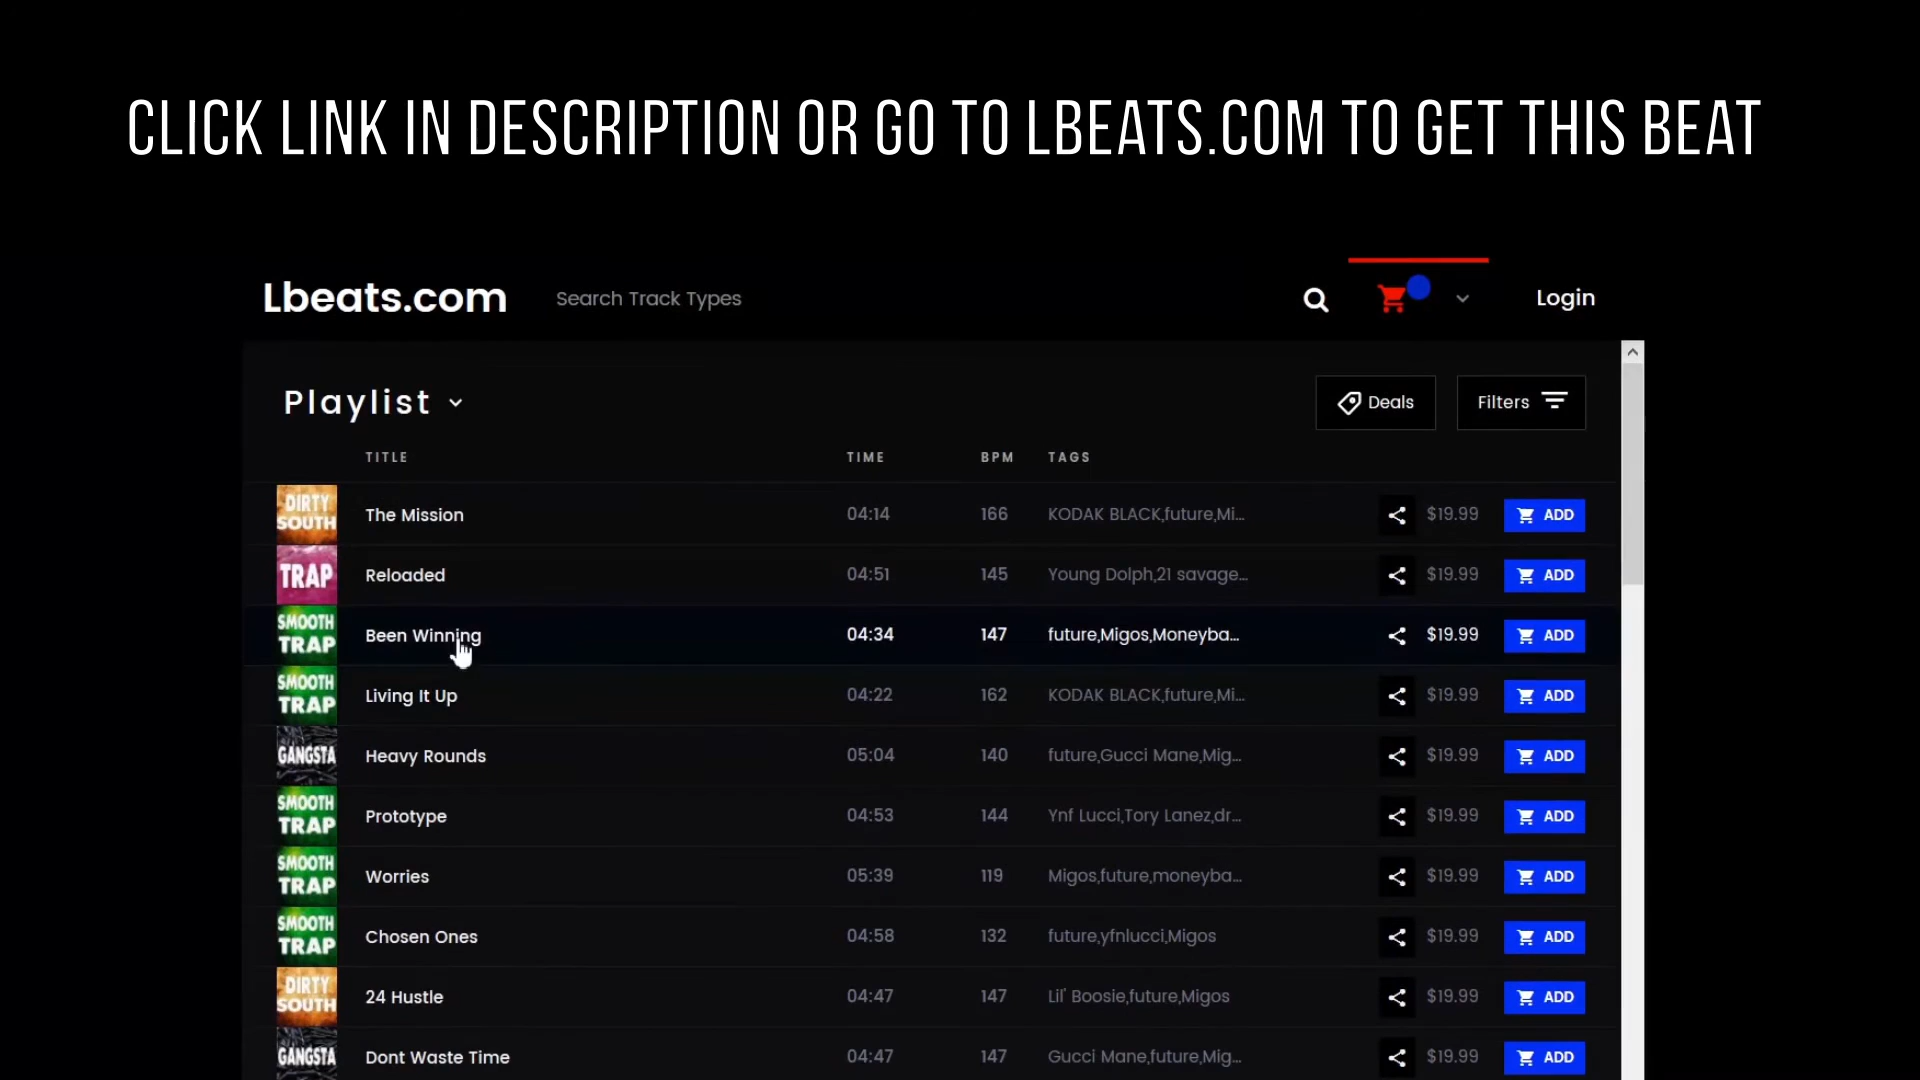 CLICK LINK IN DESCRIPTION OR GO TO LBEATS.COM TO GET THIS BEAT
Lbeats.com Search Track Types Login
Playlist Deals Filters
TITLE TIME BPM TAGS
DIRTY SOUTH The Mission 04:14 166 KODAK BLACK,future,Mi... $19.99 ADD
TRAP Reloaded 04:51 145 Young Dolph,21 savage... $19.99 ADD
SMOOTH TRAP Been Winning 04:34 147 future,Migos,Moneyba... $19.99 ADD
SMOOTH TRAP Living It Up 04:22 162 KODAK BLACK,future,Mi... $19.99 ADD
GANGSTA Heavy Rounds 05:04 140 future,Gucci Mane,Mig... $19.99 ADD
SMOOTH TRAP Prototype 04:53 144 Ynf Lucci,Tory Lanez,dr... $19.99 ADD
SMOOTH TRAP Worries 05:39 119 Migos,future,moneyba... $19.99 ADD
SMOOTH TRAP Chosen Ones 04:58 132 future,yfnlucci,Migos $19.99 ADD
DIRTY SOUTH 24 Hustle 04:47 147 Lil' Boosie,future,Migos $19.99 ADD
GANGSTA Dont Waste Time 04:47 147 Gucci Mane,future,Mig... $19.99 ADD